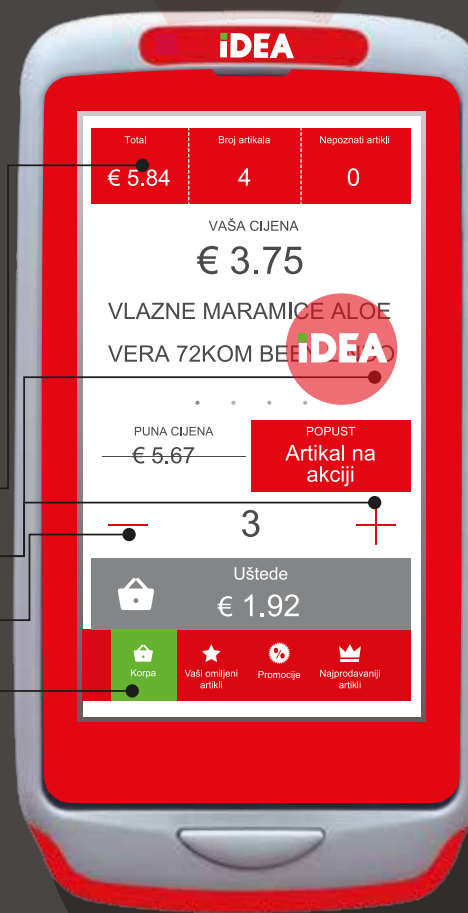 iDEA
Total
Broj artikala
Nepoznati artikli
€ 5.84
4
0
VAŠA CIJENA
€ 3.75
VLAZNE MARAMICE ALOE
VERA 72KOM
iDEA
PUNA CIJENA
€ 5.67
POPUST
Artikal na
akciji
3
Uštede
€ 1.92
Korpa
Vaši omiljeni
artikli
%
Promocije
Najprodavaniji
artikli